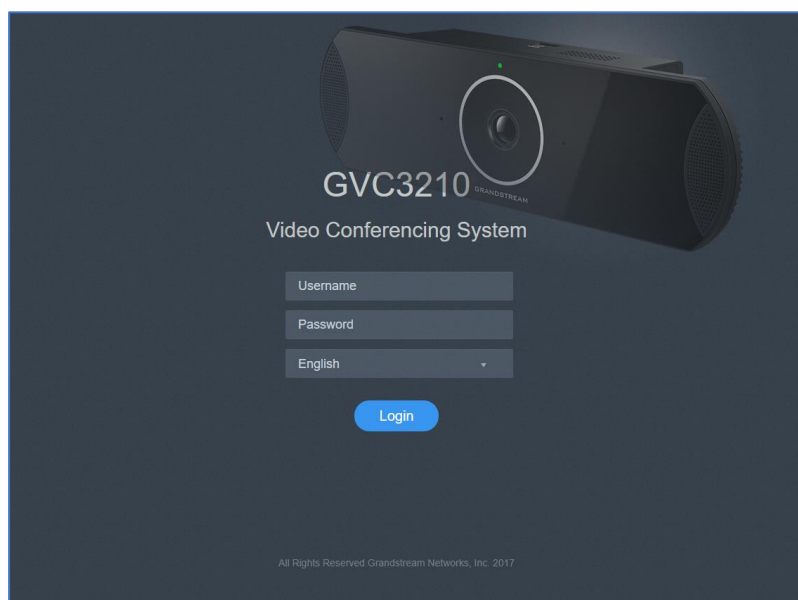 GVC3210
GRANDSTREAM
Video Conferencing System
Username
Password
English
Login
All Rights Reserved Grandstream Networks, Inc. 2017